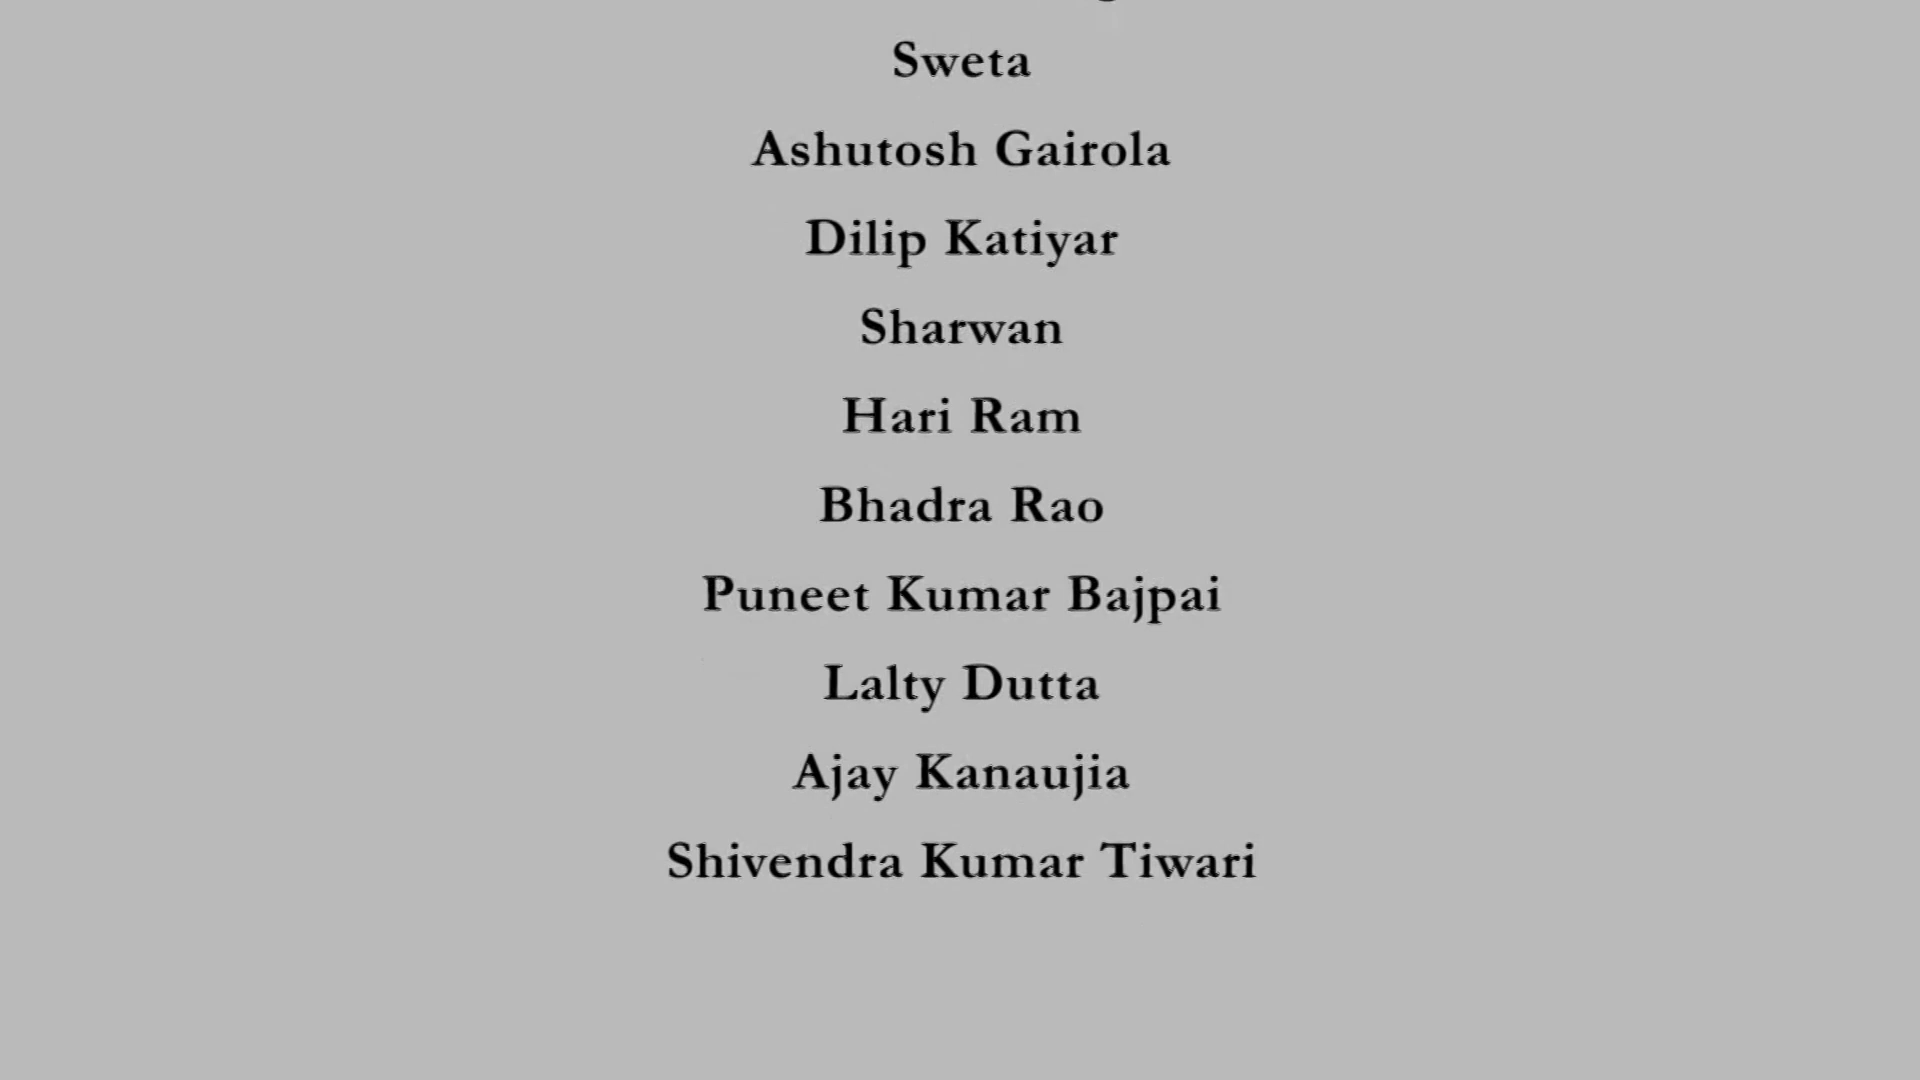 Sweta
Ashutosh Gairola
Dilip Katiyar
Sharwan
Hari Ram
Bhadra Rao
Puneet Kumar Bajpai
Lalty Dutta
Ajay Kanaujia
Shivendra Kumar Tiwari